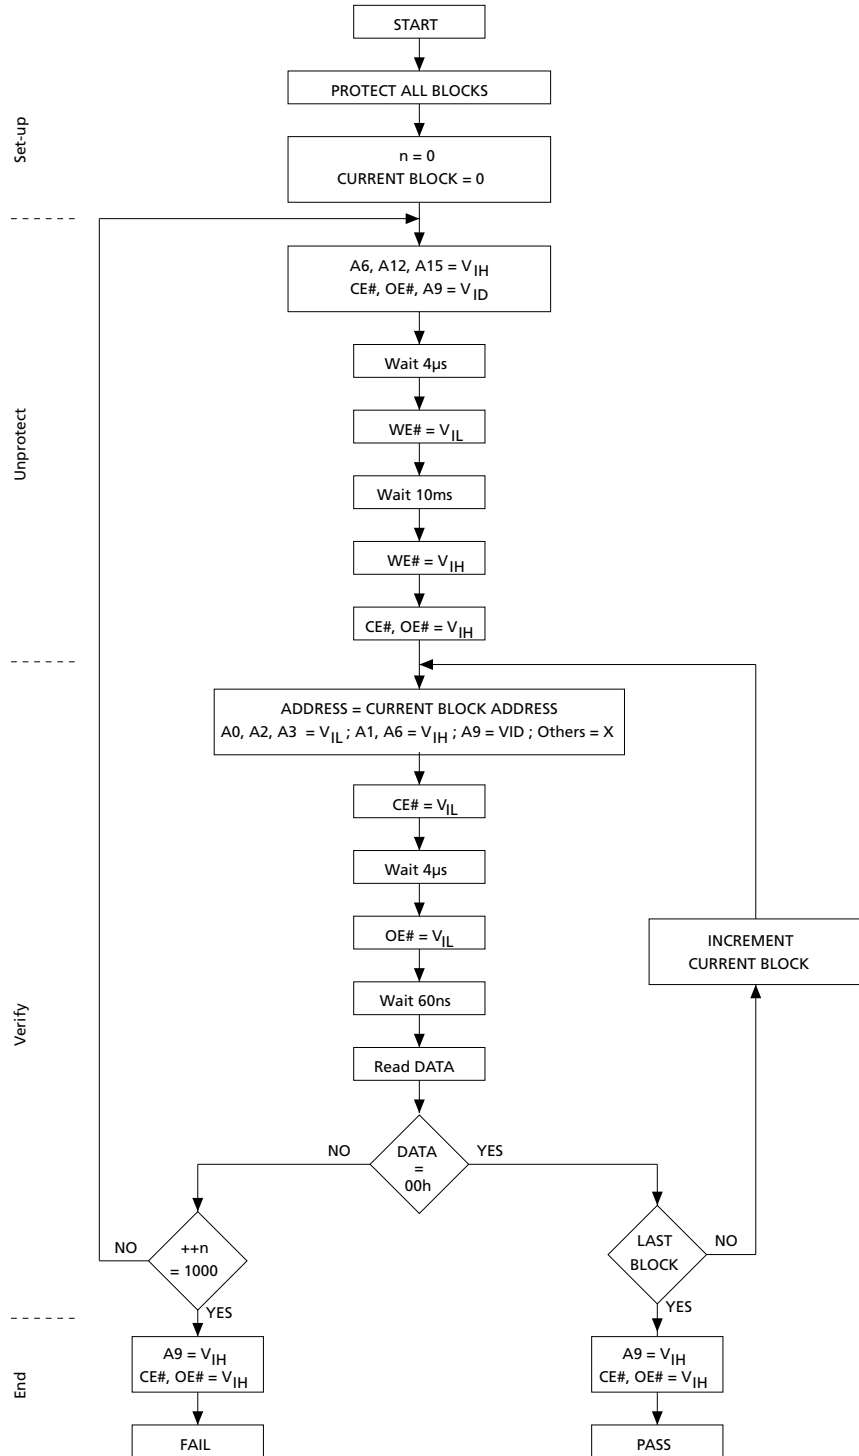 START
PROTECT ALL BLOCKS
Set-up
n = 0
CURRENT BLOCK = 0
A6, A12, A15 = VIH
CE#, OE#, A9 = VID
Wait 4µs
Unprotect
WE# = VIL
Wait 10ms
WE# = VIH
CE#, OE# = VIH
ADDRESS = CURRENT BLOCK ADDRESS
A0, A2, A3 = VIL ; A1, A6 = VIH ; A9 = VID ; Others = X
CE# = VIL
Wait 4µs
OE# = VIL
INCREMENT
CURRENT BLOCK
Wait 60ns
Verify
Read DATA
NO
DATA
=
00h
YES
NO
++n
= 1000
YES
LAST
BLOCK
NO
YES
End
A9 = VIH
CE#, OE# = VIH
A9 = VIH
CE#, OE# = VIH
FAIL
PASS